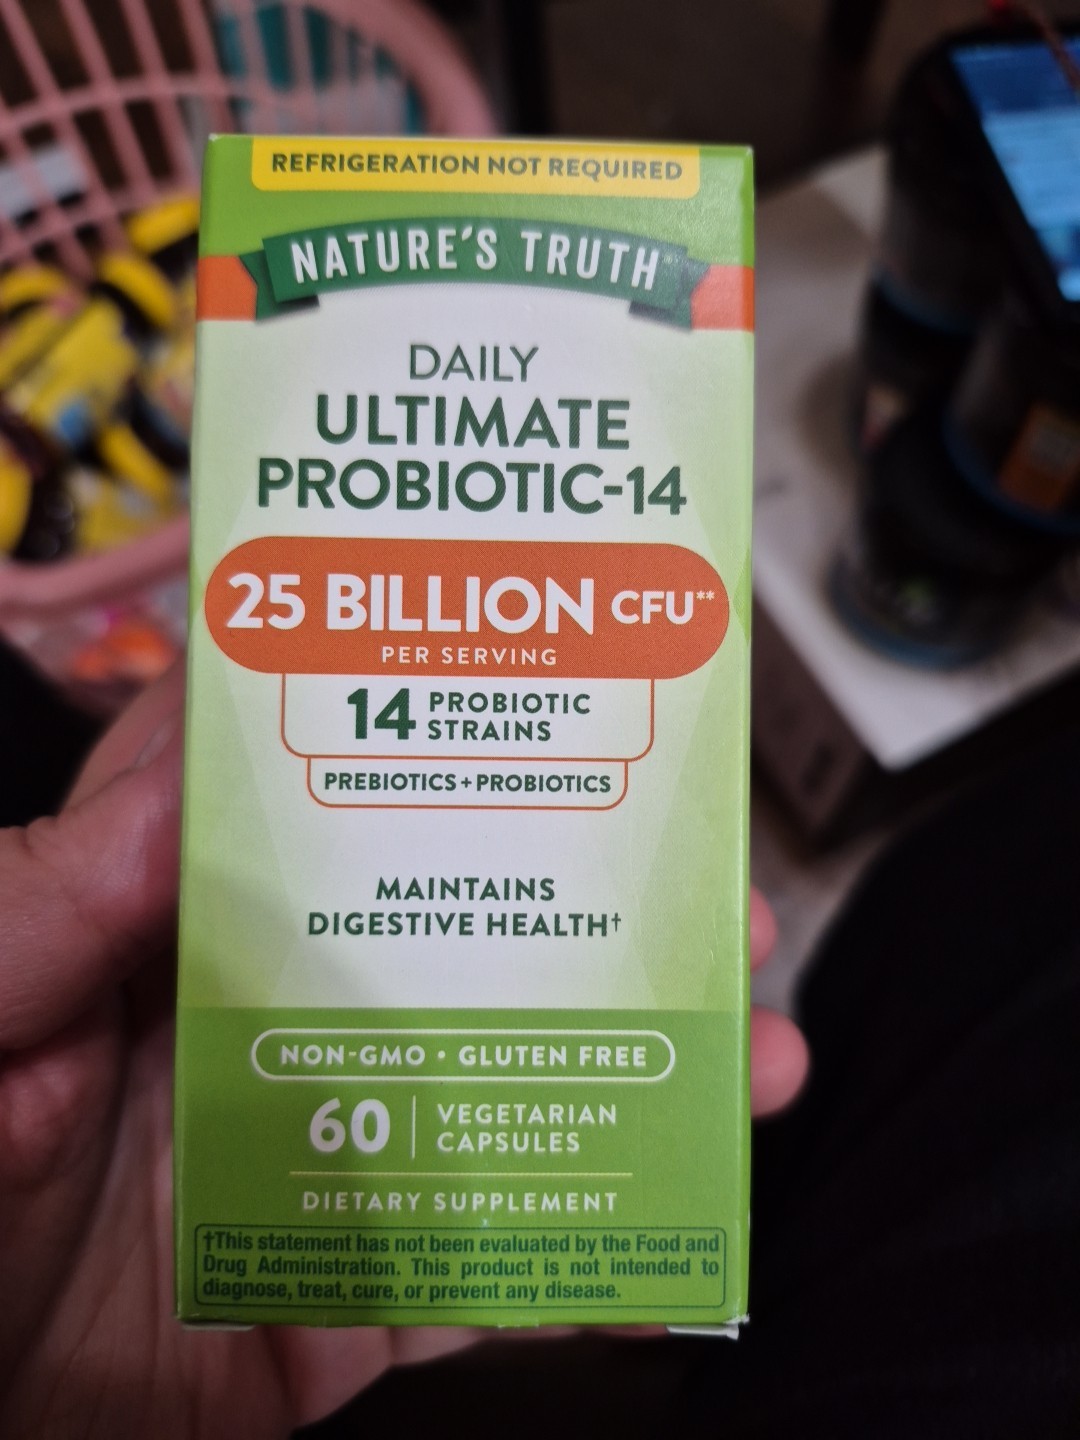 REFRIGERATION NOT REQUIRED
NATURE'S TRUTH
DAILY
ULTIMATE
PROBIOTIC-14
25 BILLION CFU**
PER SERVING
14 PROBIOTIC
STRAINS
PREBIOTICS + PROBIOTICS
MAINTAINS
DIGESTIVE HEALTH†
NON-GMO • GLUTEN FREE
60 VEGETARIAN
CAPSULES
DIETARY SUPPLEMENT
†This statement has not been evaluated by the Food and
Drug Administration. This product is not intended to
diagnose, treat, cure, or prevent any disease.